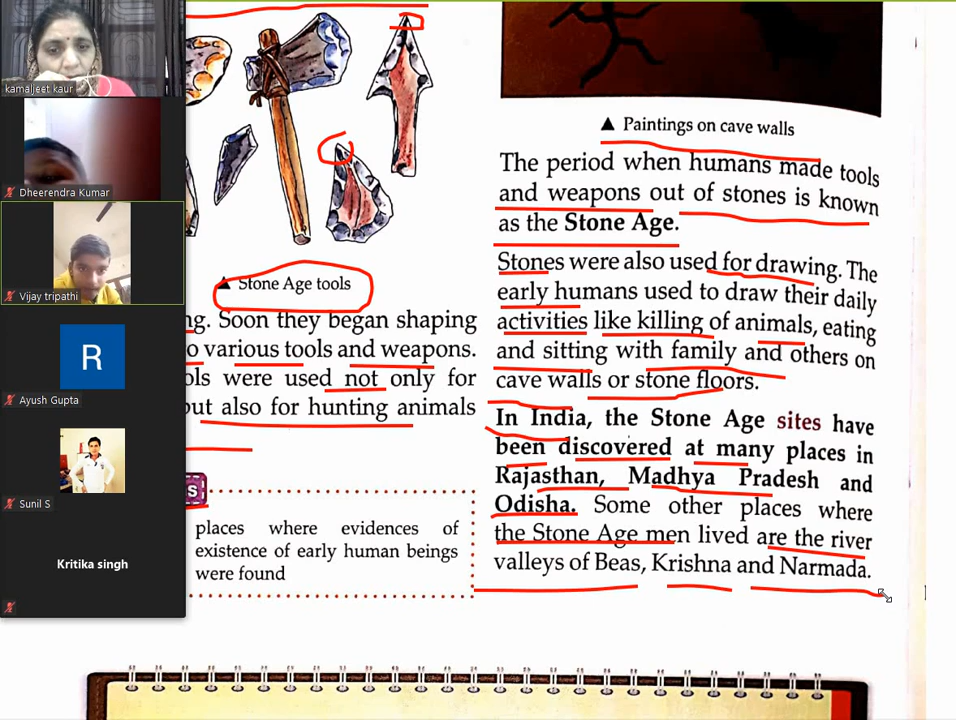 kamaljeet kaur
Dheerendra Kumar
Vijay tripathi
R
Ayush Gupta
Sunil S
Kritika singh
▲ Stone Age tools
ng. Soon they began shaping
o various tools and weapons.
ols were used not only for
but also for hunting animals
s
places where evidences of
existence of early human beings
were found
▲ Paintings on cave walls
The period when humans made tools
and weapons out of stones is known
as the Stone Age.
Stones were also used for drawing. The
early humans used to draw their daily
activities like killing of animals, eating
and sitting with family and others on
cave walls or stone floors.
In India, the Stone Age sites have
been discovered at many places in
Rajasthan, Madhya Pradesh and
Odisha. Some other places where
the Stone Age men lived are the river
valleys of Beas, Krishna and Narmada.